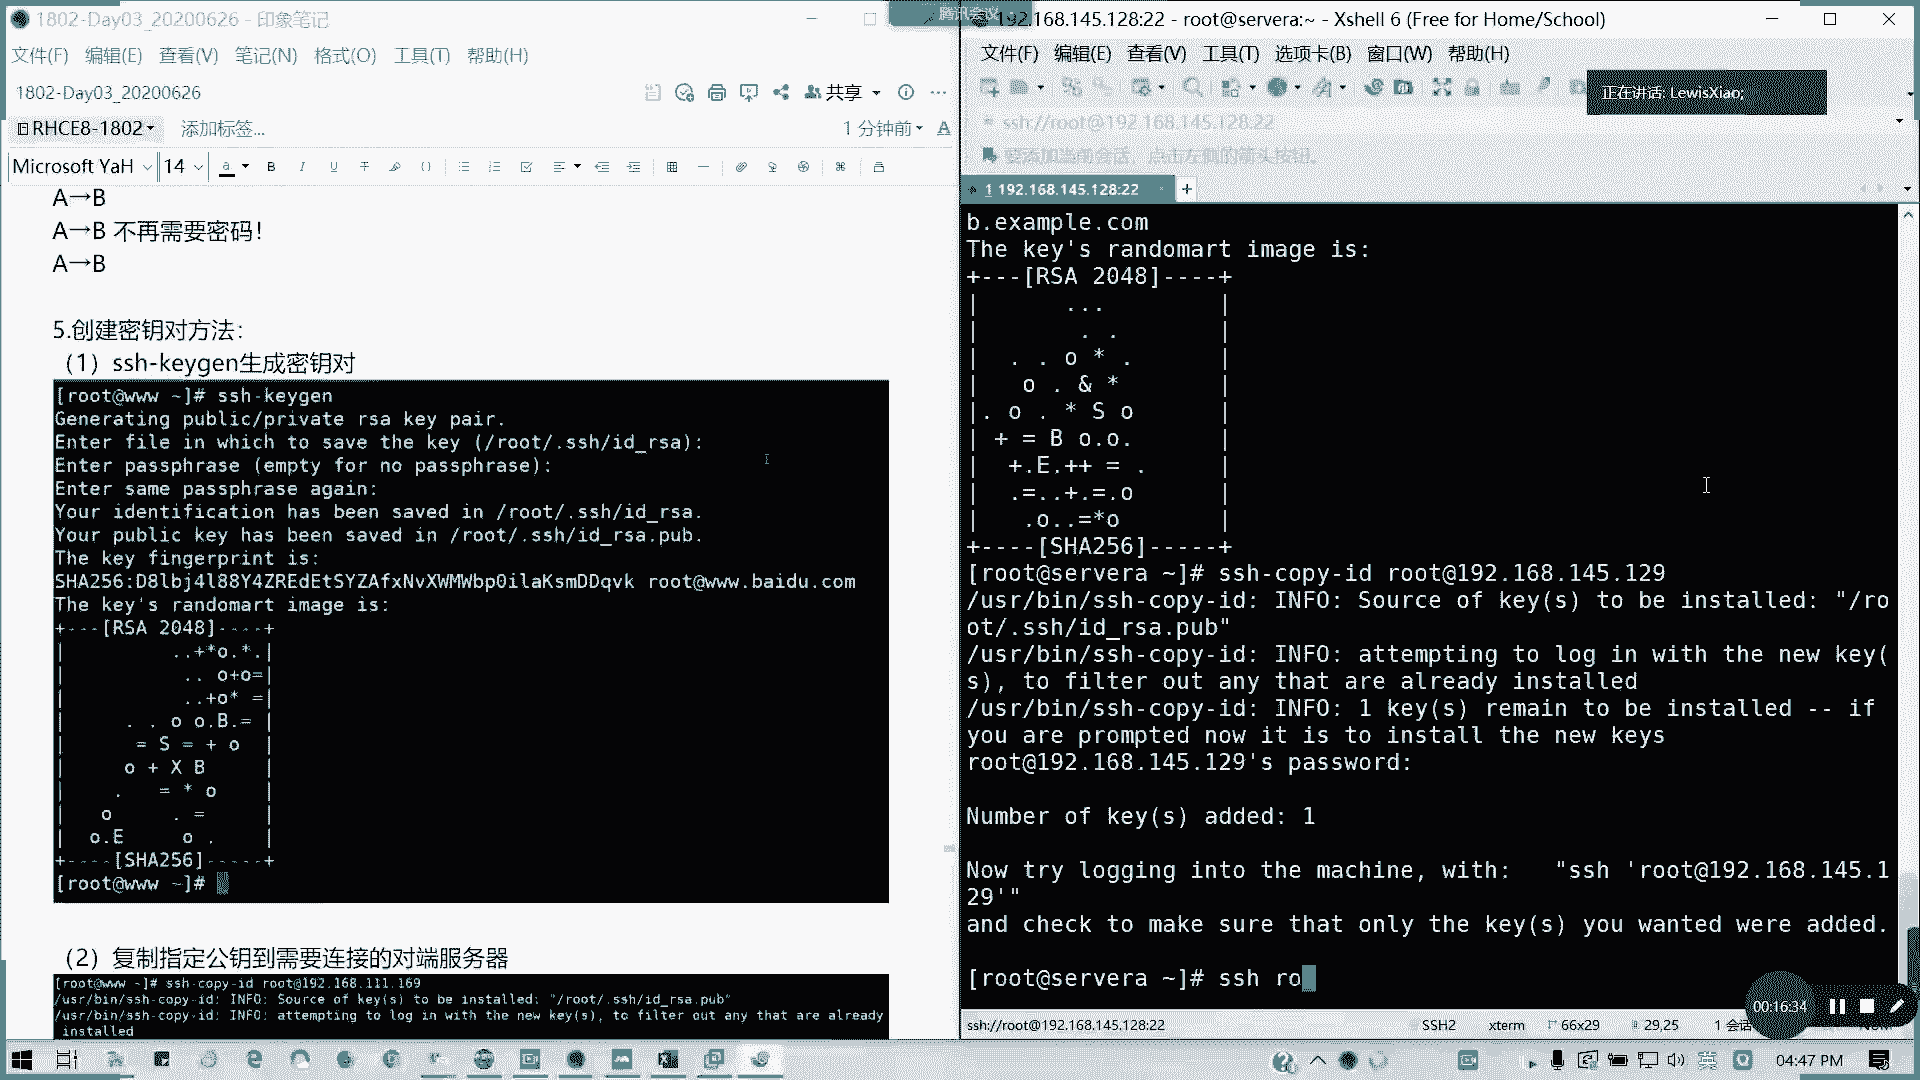 1802-Day03_20200626 - 印象笔记
文件(F) 编辑(E) 查看(V) 笔记(N) 格式(O) 工具(T) 帮助(H)
1802-Day03_20200626
共享
RHCE8-1802
添加标签...
1 分钟前
Microsoft YaH
14
A→B
A→B 不再需要密码！
A→B
5.创建密钥对方法：
（1）ssh-keygen生成密钥对
[root@www ~]# ssh-keygen
Generating public/private rsa key pair.
Enter file in which to save the key (/root/.ssh/id_rsa):
Enter passphrase (empty for no passphrase):
Enter same passphrase again:
Your identification has been saved in /root/.ssh/id_rsa.
Your public key has been saved in /root/.ssh/id_rsa.pub.
The key fingerprint is:
SHA256:D8lbj4l88Y4ZREdEtSYZAfxNvXWMWbp0ilaKsmDDqvk root@www.baidu.com
The key's randomart image is:
+---[RSA 2048]----+
|          ..+*o.*.|
|           .. o+o=|
|          ..+o* =|
|     . . o o.B.= |
|      = S = + o  |
|     o + X B     |
|    .   = * o    |
|   o     . =     |
|  o.E     o .    |
+----[SHA256]-----+
[root@www ~]#
（2）复制指定公钥到需要连接的对端服务器
[root@www ~]# ssh-copy-id root@192.168.111.169
/usr/bin/ssh-copy-id: INFO: Source of key(s) to be installed: "/root/.ssh/id_rsa.pub"
/usr/bin/ssh-copy-id: INFO: attempting to log in with the new key(s), to filter out any that are already
installed
腾讯会议
192.168.145.128:22 - root@servera:~ - Xshell 6 (Free for Home/School)
文件(F) 编辑(E) 查看(V) 工具(T) 选项卡(B) 窗口(W) 帮助(H)
正在讲话: LewisXiao;
ssh://root@192.168.145.128:22
要添加当前会话，点击左侧的箭头按钮。
1 192.168.145.128:22
b.example.com
The key's randomart image is:
+---[RSA 2048]----+
|      ...        |
|        . .      |
|  . . o * .      |
|   o . & *       |
|. o . * S o      |
| + = B o.o.      |
|  +.E.++ = .     |
|  .=..+.=.o      |
|   .o..=*o       |
+----[SHA256]-----+
[root@servera ~]# ssh-copy-id root@192.168.145.129
/usr/bin/ssh-copy-id: INFO: Source of key(s) to be installed: "/ro
ot/.ssh/id_rsa.pub"
/usr/bin/ssh-copy-id: INFO: attempting to log in with the new key(
s), to filter out any that are already installed
/usr/bin/ssh-copy-id: INFO: 1 key(s) remain to be installed -- if
you are prompted now it is to install the new keys
root@192.168.145.129's password:
Number of key(s) added: 1
Now try logging into the machine, with:   "ssh 'root@192.168.145.1
29'"
and check to make sure that only the key(s) you wanted were added.
[root@servera ~]# ssh ro
00:16:34
ssh://root@192.168.145.128:22
SSH2
xterm
66x29
29,25
1 会话
英
04:47 PM